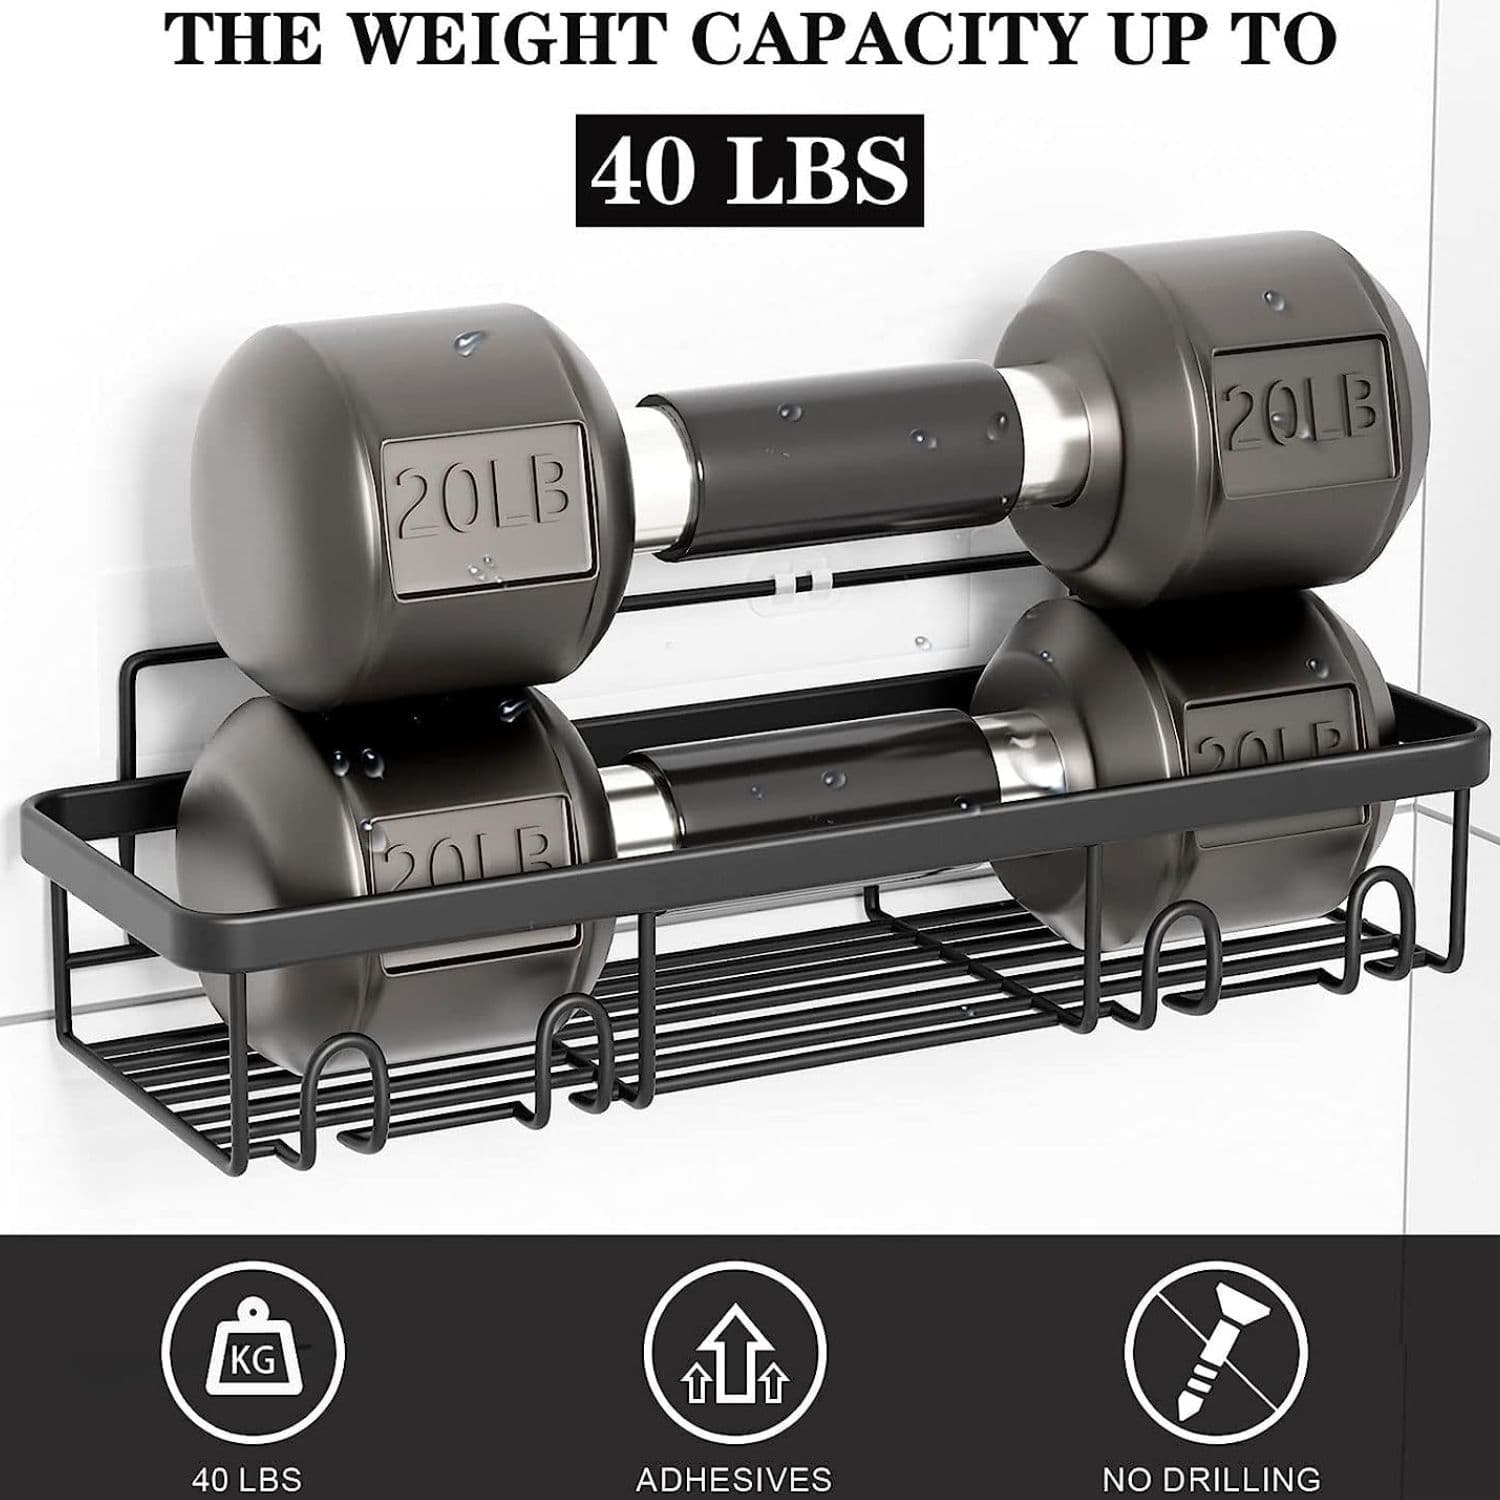 THE WEIGHT CAPACITY UP TO
40 LBS
20LB
20LB
20LB
20LB
KG
40 LBS
ADHESIVES
NO DRILLING